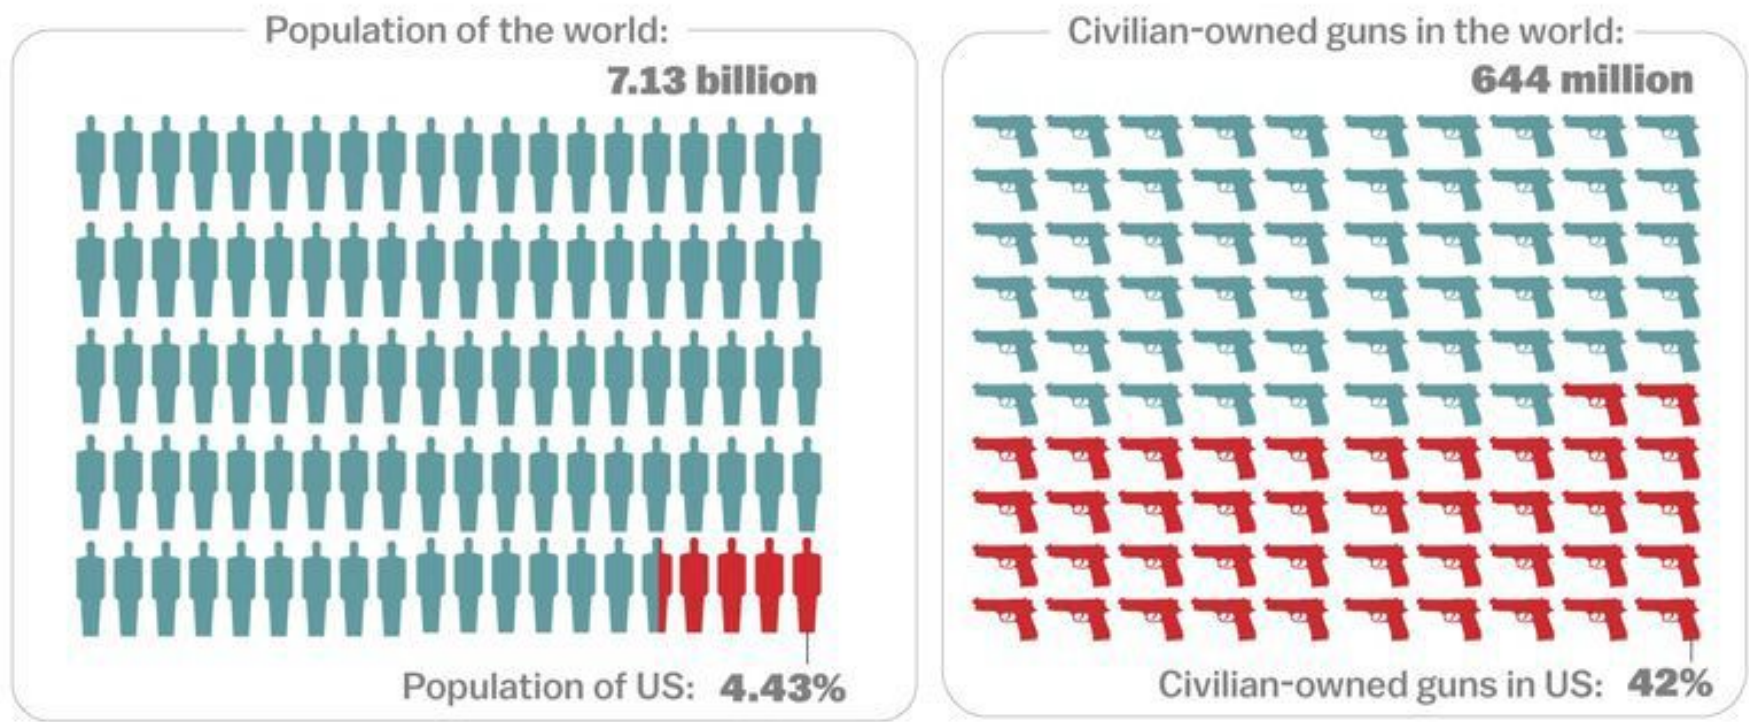 Population of the world:
7.13 billion
Population of US: 4.43%
Civilian-owned guns in the world:
644 million
Civilian-owned guns in US: 42%